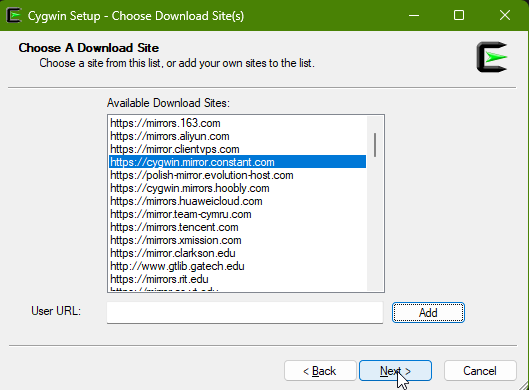 Cygwin Setup - Choose Download Site(s)
Choose A Download Site
Choose a site from this list, or add your own sites to the list.
Available Download Sites:
https://mirrors.163.com
https://mirrors.aliyun.com
https://mirror.clientvps.com
https://cygwin.mirror.constant.com
https://polish-mirror.evolution-host.com
https://cygwin.mirrors.hoobly.com
https://mirrors.huaweicloud.com
https://mirror.team-cymru.com
https://mirrors.tencent.com
https://mirrors.xmission.com
https://mirror.clarkson.edu
http://www.gtlib.gatech.edu
https://mirrors.rit.edu
User URL:
Add
< Back
Next >
Cancel